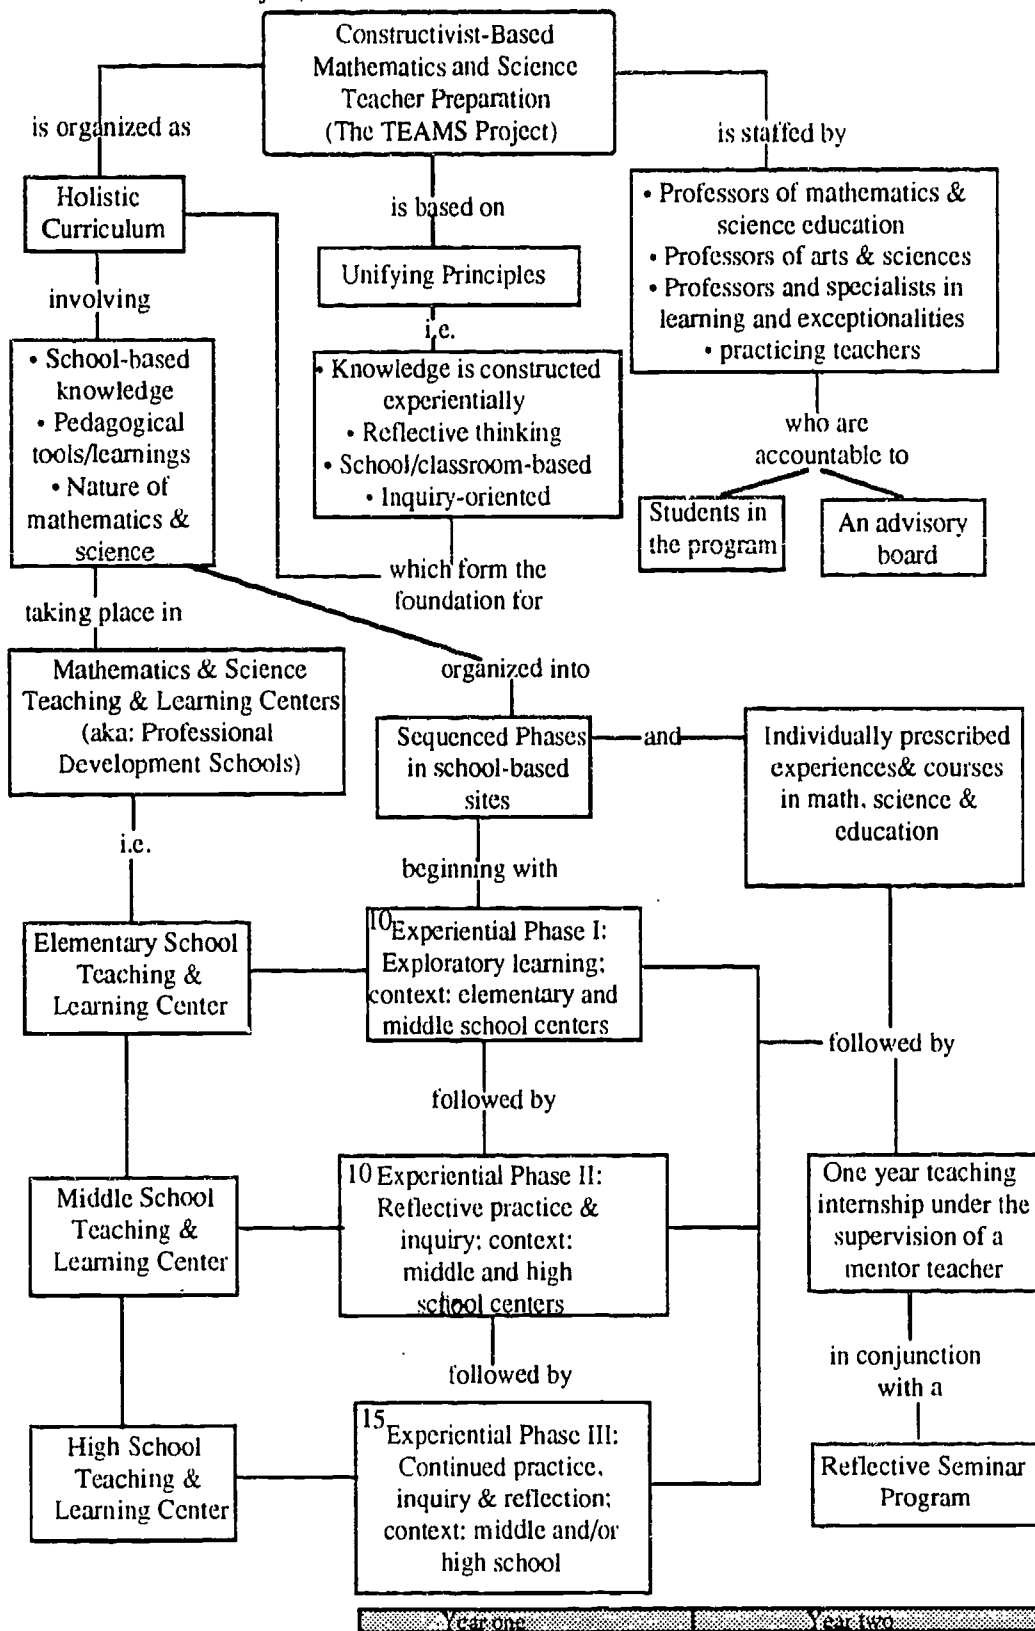 Constructivist-Based
Mathematics and Science
Teacher Preparation
(The TEAMS Project)
is organized as
is staffed by
Holistic
Curriculum
is based on
• Professors of mathematics &
science education
• Professors of arts & sciences
• Professors and specialists in
learning and exceptionalities
• practicing teachers
involving
Unifying Principles
i.e.
• School-based
knowledge
• Pedagogical
tools/learnings
• Nature of
mathematics &
science
• Knowledge is constructed
experientially
• Reflective thinking
• School/classroom-based
• Inquiry-oriented
who are
accountable to
Students in
the program
An advisory
board
which form the
foundation for
taking place in
organized into
Mathematics & Science
Teaching & Learning Centers
(aka: Professional
Development Schools)
Sequenced Phases
in school-based
sites
and
Individually prescribed
experiences& courses
in math, science &
education
i.e.
beginning with
Elementary School
Teaching &
Learning Center
10
Experiential Phase I:
Exploratory learning;
context: elementary and
middle school centers
followed by
followed by
Middle School
Teaching &
Learning Center
10 Experiential Phase II:
Reflective practice &
inquiry; context:
middle and high
school centers
One year teaching
internship under the
supervision of a
mentor teacher
followed by
in conjunction
with a
High School
Teaching &
Learning Center
15
Experiential Phase III:
Continued practice,
inquiry & reflection;
context: middle and/or
high school
Reflective Seminar
Program
Year one
Year two